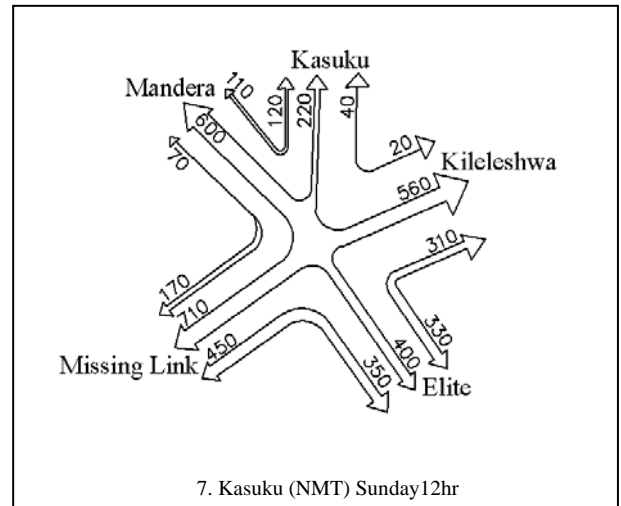 Kasuku
Mandera
110
120
220
40
600
70
20
Kileleshwa
560
310
170
710
330
Missing Link
450
350
400
Elite
7. Kasuku (NMT) Sunday12hr